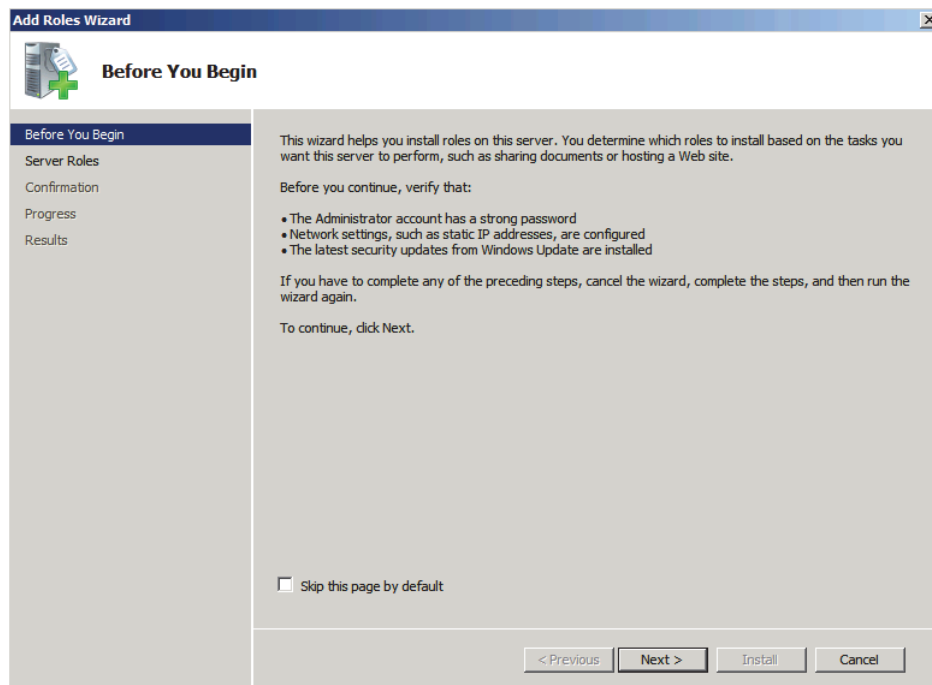 Add Roles Wizard
Before You Begin
Before You Begin
Server Roles
Confirmation
Progress
Results
This wizard helps you install roles on this server. You determine which roles to install based on the tasks you
want this server to perform, such as sharing documents or hosting a Web site.
Before you continue, verify that:
• The Administrator account has a strong password
• Network settings, such as static IP addresses, are configured
• The latest security updates from Windows Update are installed
If you have to complete any of the preceding steps, cancel the wizard, complete the steps, and then run the
wizard again.
To continue, click Next.
Skip this page by default
< Previous Next > Install Cancel